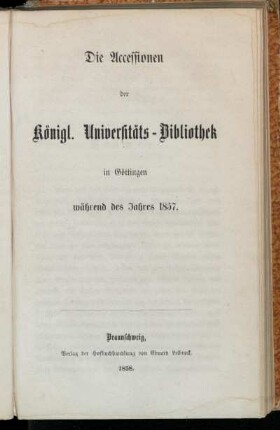 Die Accessionen
der
Königl. Universitäts-Bibliothek
in Göttingen
während des Jahres 1857.
Braunschweig,
Verlag der Hofbuchhandlung von Eduard Leibrock.
1858.